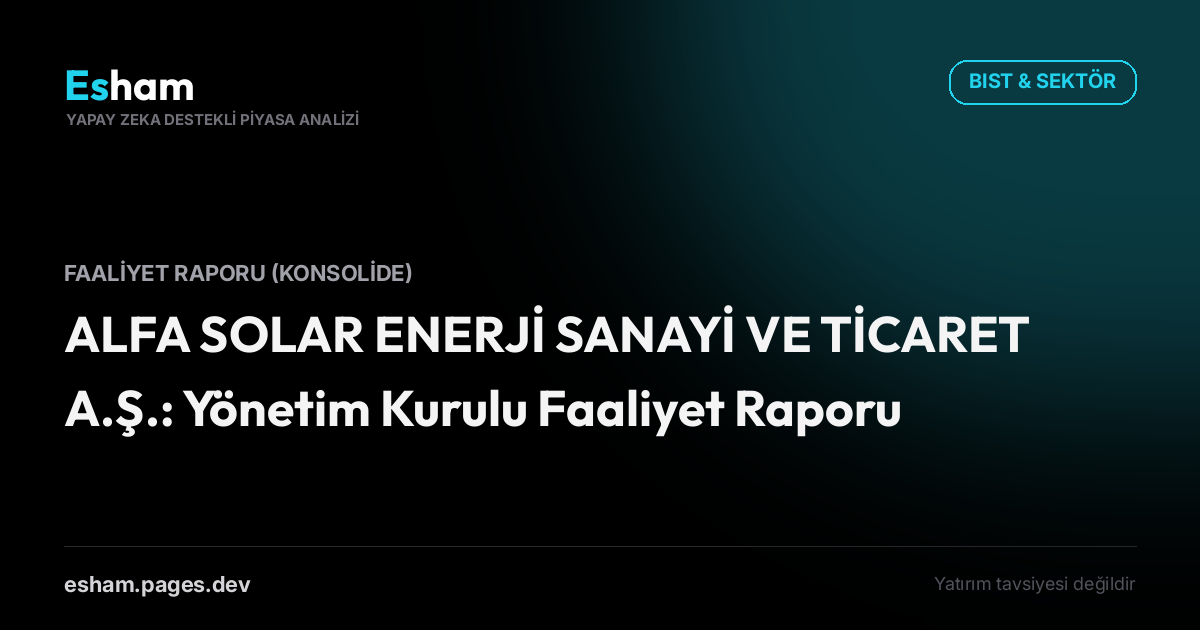 Esham
YAPAY ZEKA DESTEKLİ PİYASA ANALİZİ
BIST & SEKTÖR
FAALİYET RAPORU (KONSOLİDE)
ALFA SOLAR ENERJİ SANAYİ VE TİCARET
A.Ş.: Yönetim Kurulu Faaliyet Raporu
esham.pages.dev
Yatırım tavsiyesi değildir